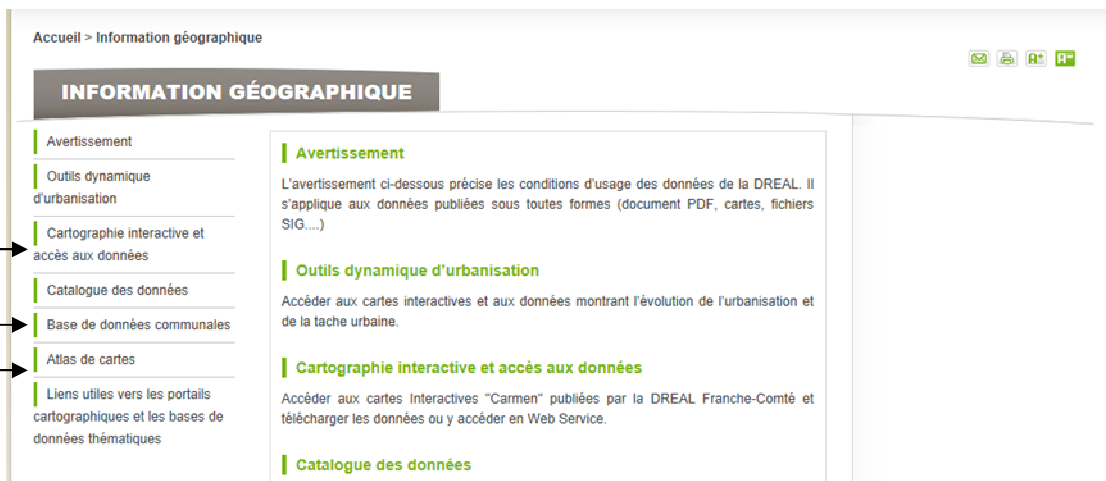 Accueil > Information géographique
INFORMATION GÉOGRAPHIQUE
Avertissement
Outils dynamique
d'urbanisation
Cartographie interactive et
accès aux données
Catalogue des données
Base de données communales
Atlas de cartes
Liens utiles vers les portails
cartographiques et les bases de
données thématiques
Avertissement
L'avertissement ci-dessous précise les conditions d'usage des données de la DREAL. Il
s'applique aux données publiées sous toutes formes (document PDF, cartes, fichiers
SIG....)
Outils dynamique d'urbanisation
Accéder aux cartes interactives et aux données montrant l'évolution de l'urbanisation et
de la tache urbaine.
Cartographie interactive et accès aux données
Accéder aux cartes Interactives "Carmen" publiées par la DREAL Franche-Comté et
télécharger les données ou y accéder en Web Service.
Catalogue des données